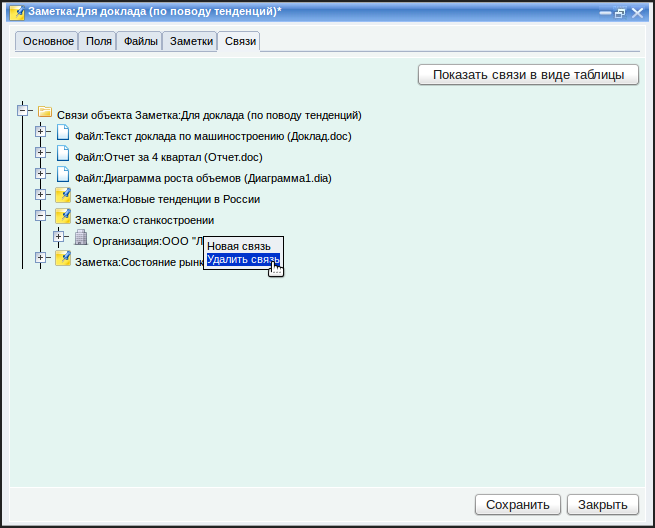 Заметка:Для доклада (по поводу тенденций)*
Основное Поля Файлы Заметки Связи
Показать связи в виде таблицы
Связи объекта Заметка:Для доклада (по поводу тенденций)
Файл:Текст доклада по машиностроению (Доклад.doc)
Файл:Отчет за 4 квартал (Отчет.doc)
Файл:Диаграмма роста объемов (Диаграмма1.dia)
Заметка:Новые тенденции в России
Заметка:О станкостроении
Организация:ООО "Л
Новая связь
Удалить связь
Заметка:Состояние рынк
Сохранить Закрыть